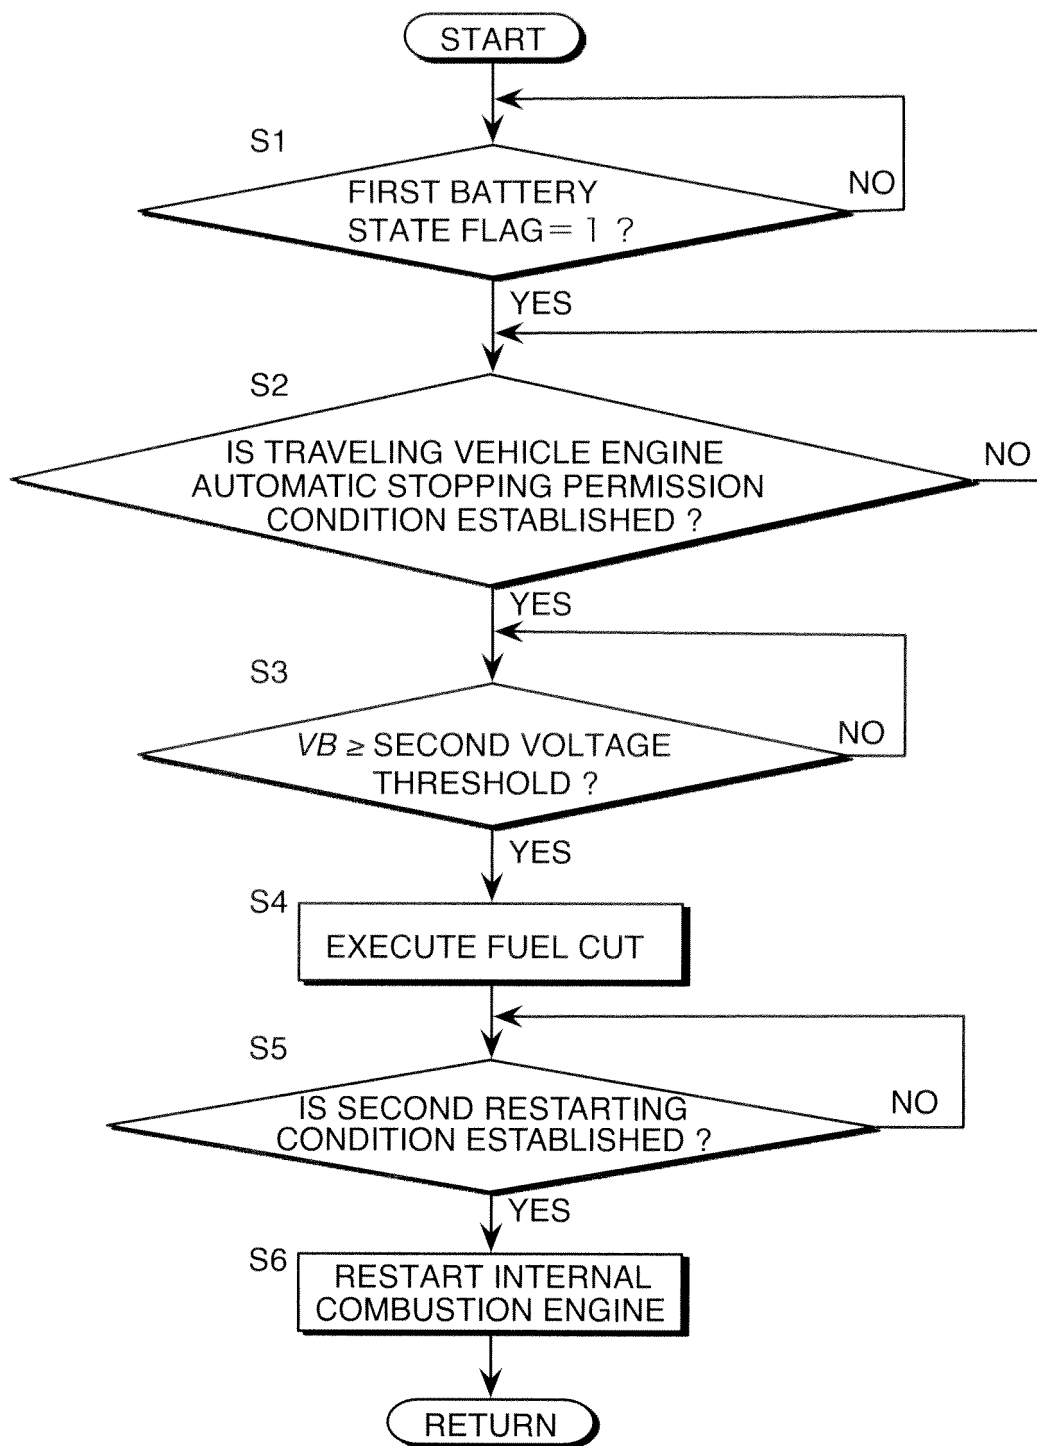 START
S1
FIRST BATTERY
STATE FLAG = 1 ?
NO
YES
S2
IS TRAVELING VEHICLE ENGINE
AUTOMATIC STOPPING PERMISSION
CONDITION ESTABLISHED ?
NO
YES
S3
VB ≥ SECOND VOLTAGE
THRESHOLD ?
NO
YES
S4
EXECUTE FUEL CUT
S5
IS SECOND RESTARTING
CONDITION ESTABLISHED ?
NO
YES
S6
RESTART INTERNAL
COMBUSTION ENGINE
RETURN